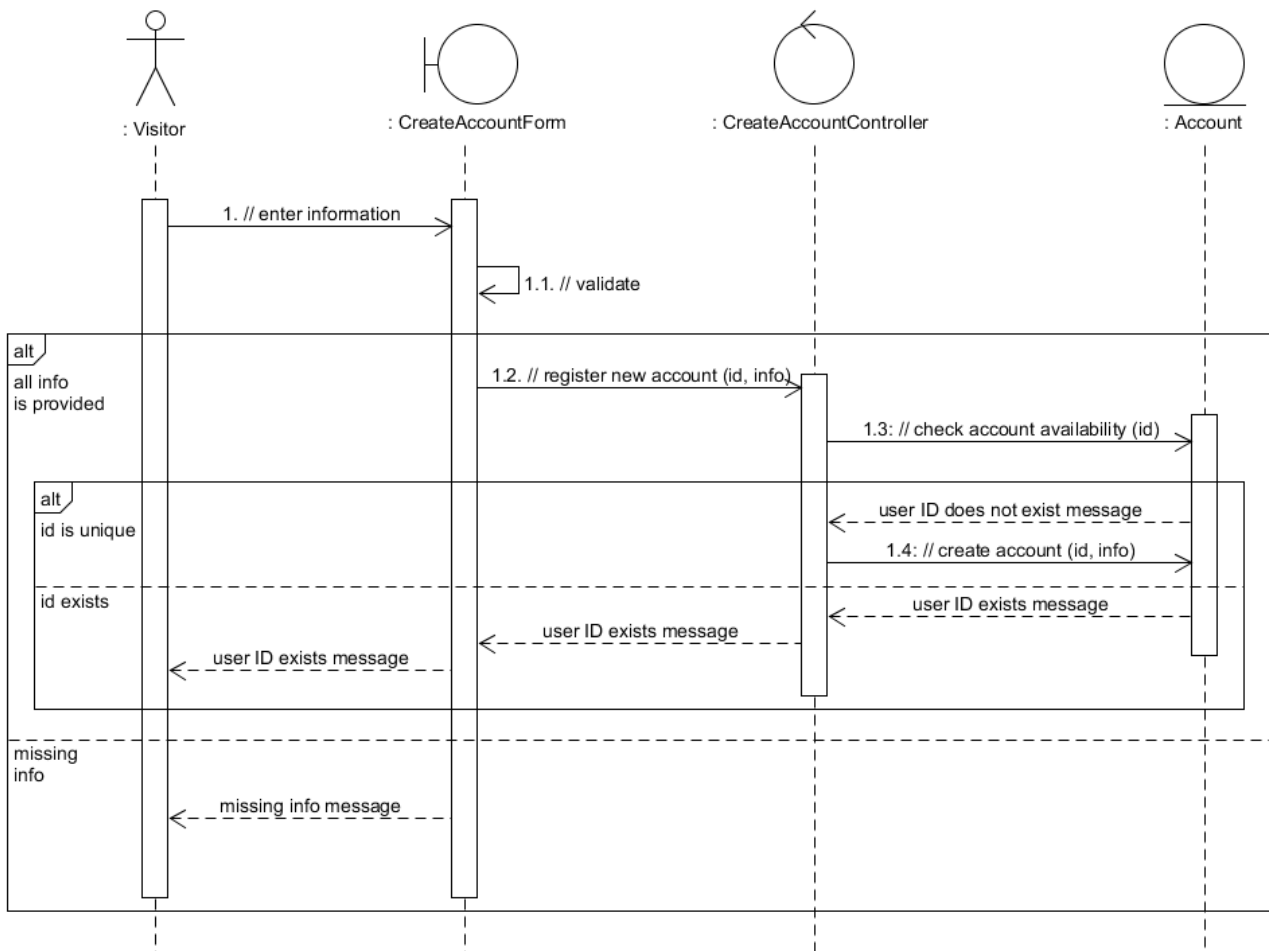 : Visitor
: CreateAccountForm
: CreateAccountController
: Account
1. // enter information
1.1. // validate
alt
all info
is provided
1.2. // register new account (id, info)
1.3: // check account availability (id)
alt
id is unique
user ID does not exist message
1.4: // create account (id, info)
id exists
user ID exists message
user ID exists message
user ID exists message
missing
info
missing info message